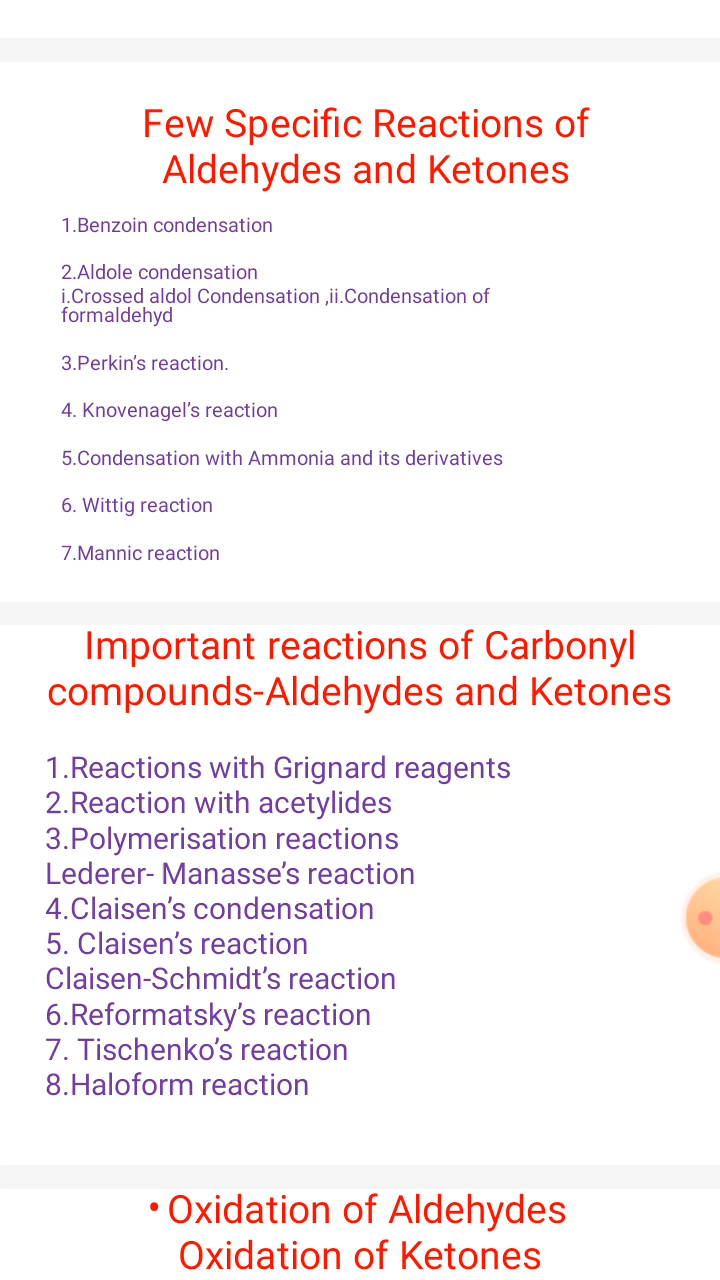 Few Specific Reactions of
Aldehydes and Ketones
1.Benzoin condensation
2.Aldole condensation
i.Crossed aldol Condensation ,ii.Condensation of
formaldehyd
3.Perkin’s reaction.
4. Knovenagel’s reaction
5.Condensation with Ammonia and its derivatives
6. Wittig reaction
7.Mannic reaction
Important reactions of Carbonyl
compounds-Aldehydes and Ketones
1.Reactions with Grignard reagents
2.Reaction with acetylides
3.Polymerisation reactions
Lederer- Manasse’s reaction
4.Claisen’s condensation
5. Claisen’s reaction
Claisen-Schmidt’s reaction
6.Reformatsky’s reaction
7. Tischenko’s reaction
8.Haloform reaction
• Oxidation of Aldehydes
Oxidation of Ketones